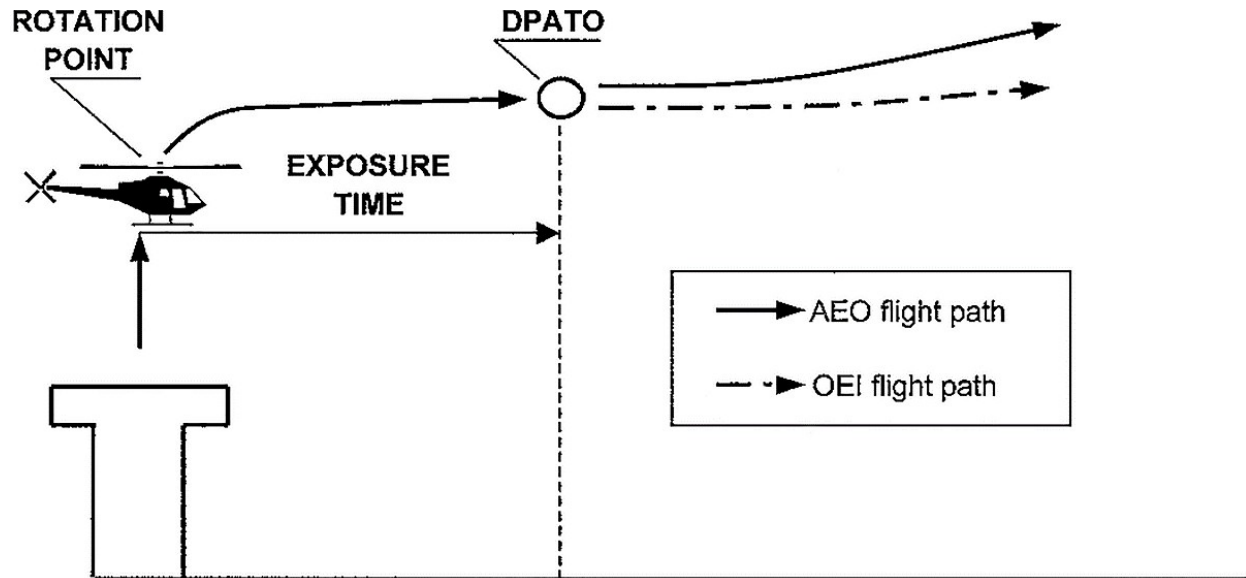 ROTATION
POINT
DPATO
EXPOSURE
TIME
AEO flight path
OEI flight path